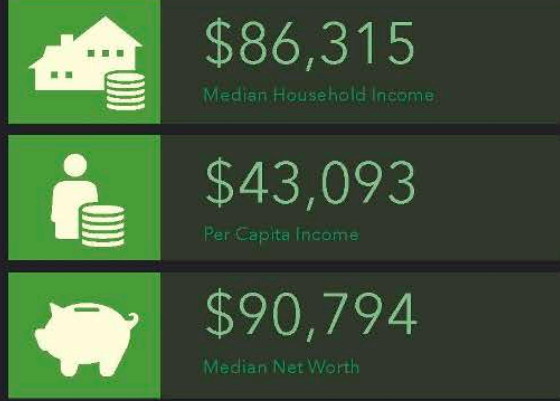 $86,315
Median Household Income
$43,093
Per Capita Income
$90,794
Median Net Worth